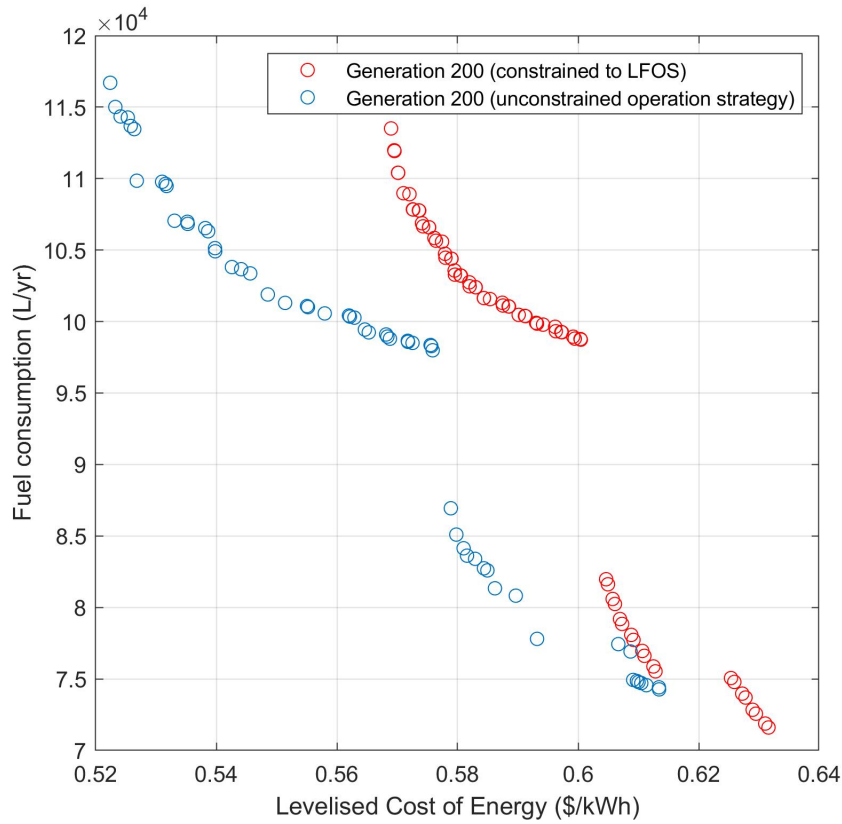 ×10⁴
12
11.5
11
10.5
10
9.5
9
8.5
8
7.5
7
Fuel consumption (L/yr)
Generation 200 (constrained to LFOS)
Generation 200 (unconstrained operation strategy)
0.52 0.54 0.56 0.58 0.6 0.62 0.64
Levelised Cost of Energy ($/kWh)